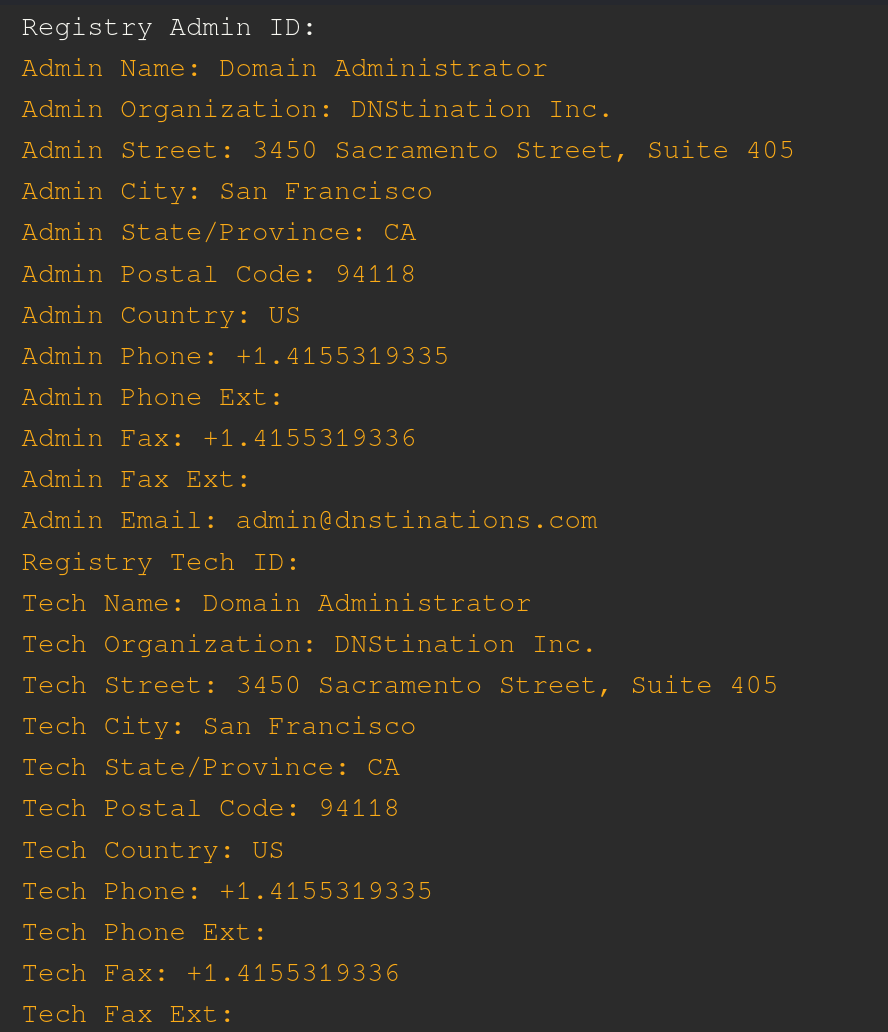 Registry Admin ID:
Admin Name: Domain Administrator
Admin Organization: DNStination Inc.
Admin Street: 3450 Sacramento Street, Suite 405
Admin City: San Francisco
Admin State/Province: CA
Admin Postal Code: 94118
Admin Country: US
Admin Phone: +1.4155319335
Admin Phone Ext:
Admin Fax: +1.4155319336
Admin Fax Ext:
Admin Email: admin@dnstinations.com
Registry Tech ID:
Tech Name: Domain Administrator
Tech Organization: DNStination Inc.
Tech Street: 3450 Sacramento Street, Suite 405
Tech City: San Francisco
Tech State/Province: CA
Tech Postal Code: 94118
Tech Country: US
Tech Phone: +1.4155319335
Tech Phone Ext:
Tech Fax: +1.4155319336
Tech Fax Ext: